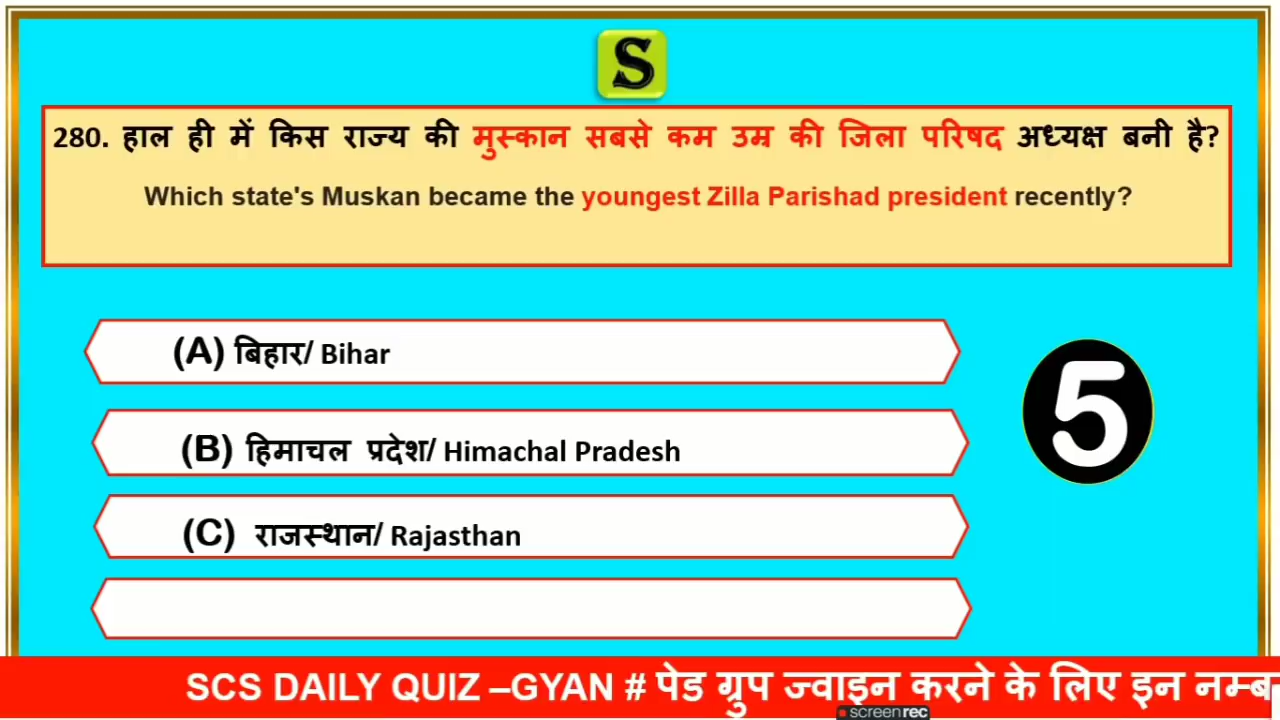 S
280. हाल ही में किस राज्य की मुस्कान सबसे कम उम्र की जिला परिषद अध्यक्ष बनी है?
Which state's Muskan became the youngest Zilla Parishad president recently?
(A) बिहार/ Bihar
5
(B) हिमाचल प्रदेश/ Himachal Pradesh
(C) राजस्थान/ Rajasthan
SCS DAILY QUIZ –GYAN # पेड ग्रुप ज्वाइन करने के लिए इन नम्ब
screenrec